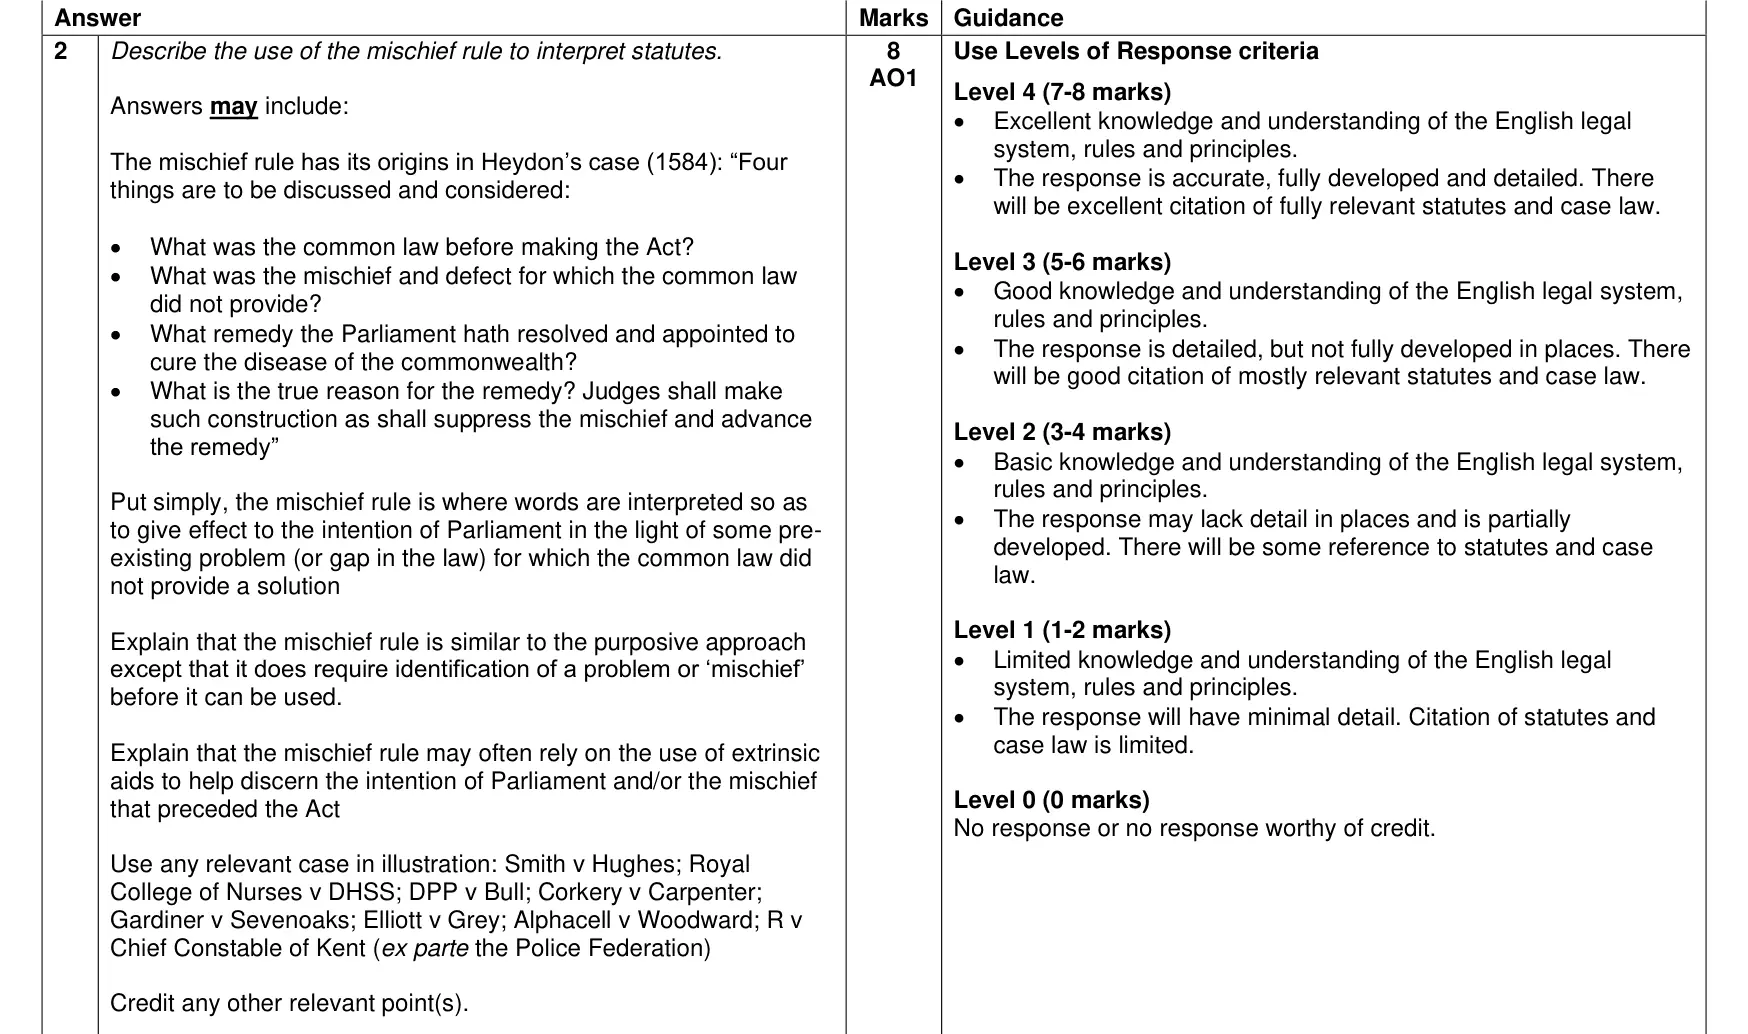 Answer Marks Guidance
2 Describe the use of the mischief rule to interpret statutes.
Answers may include:
The mischief rule has its origins in Heydon’s case (1584): “Four
things are to be discussed and considered:
• What was the common law before making the Act?
• What was the mischief and defect for which the common law
did not provide?
• What remedy the Parliament hath resolved and appointed to
cure the disease of the commonwealth?
• What is the true reason for the remedy? Judges shall make
such construction as shall suppress the mischief and advance
the remedy”
Put simply, the mischief rule is where words are interpreted so as
to give effect to the intention of Parliament in the light of some pre-
existing problem (or gap in the law) for which the common law did
not provide a solution
Explain that the mischief rule is similar to the purposive approach
except that it does require identification of a problem or ‘mischief’
before it can be used.
Explain that the mischief rule may often rely on the use of extrinsic
aids to help discern the intention of Parliament and/or the mischief
that preceded the Act
Use any relevant case in illustration: Smith v Hughes; Royal
College of Nurses v DHSS; DPP v Bull; Corkery v Carpenter;
Gardiner v Sevenoaks; Elliott v Grey; Alphacell v Woodward; R v
Chief Constable of Kent (ex parte the Police Federation)
Credit any other relevant point(s).
8
AO1
Use Levels of Response criteria
Level 4 (7-8 marks)
• Excellent knowledge and understanding of the English legal
system, rules and principles.
• The response is accurate, fully developed and detailed. There
will be excellent citation of fully relevant statutes and case law.
Level 3 (5-6 marks)
• Good knowledge and understanding of the English legal system,
rules and principles.
• The response is detailed, but not fully developed in places. There
will be good citation of mostly relevant statutes and case law.
Level 2 (3-4 marks)
• Basic knowledge and understanding of the English legal system,
rules and principles.
• The response may lack detail in places and is partially
developed. There will be some reference to statutes and case
law.
Level 1 (1-2 marks)
• Limited knowledge and understanding of the English legal
system, rules and principles.
• The response will have minimal detail. Citation of statutes and
case law is limited.
Level 0 (0 marks)
No response or no response worthy of credit.